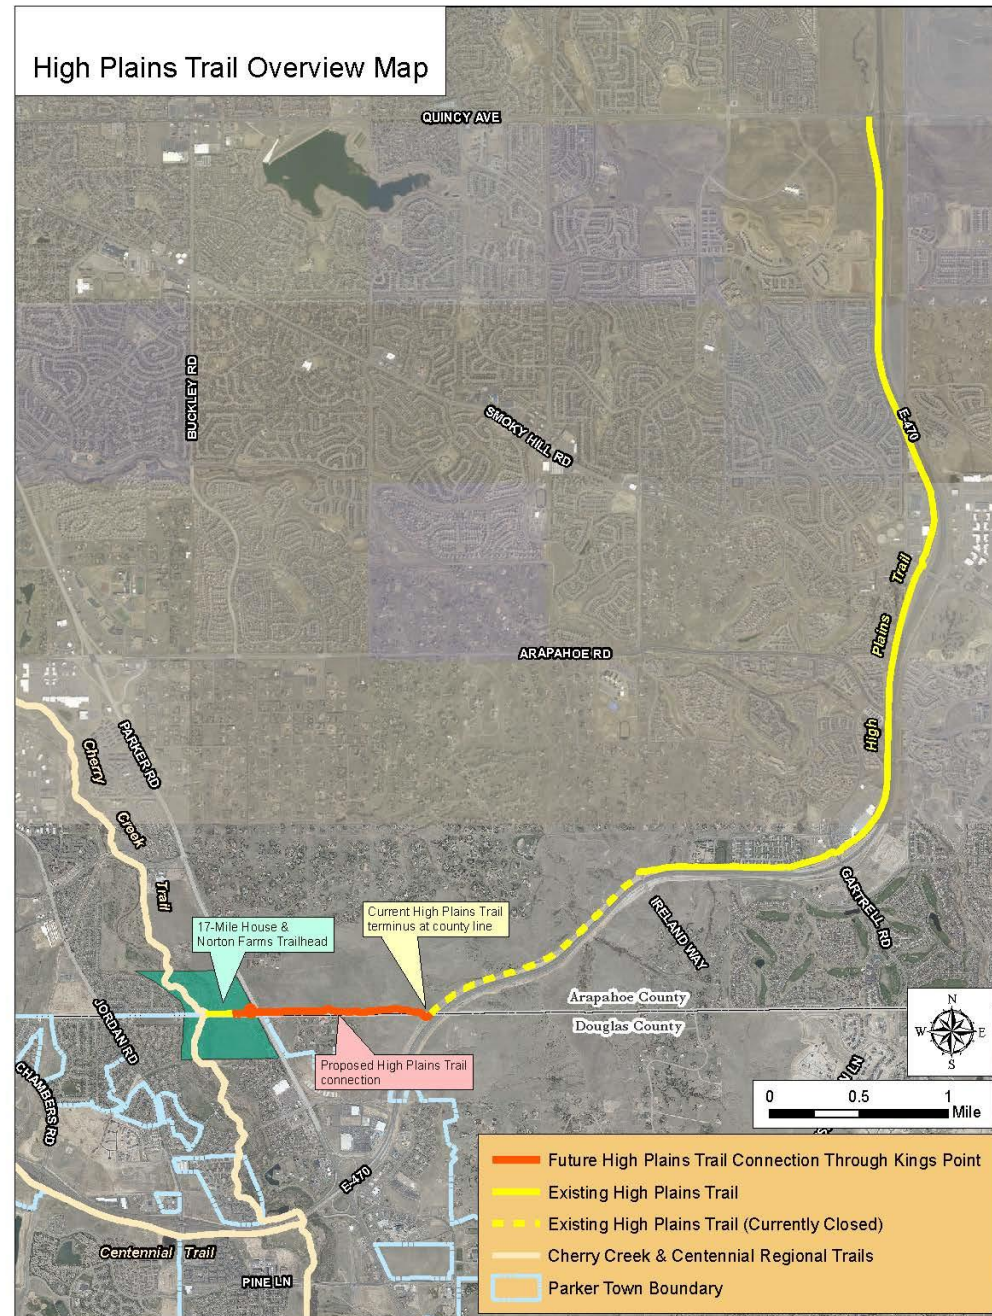 High Plains Trail Overview Map
QUINCY AVE
BUCKLEY RD
SMOKY HILL RD
E-470
High Plains Trail
ARAPAHOE RD
PARKER RD
Cherry Creek Trail
GARTRELL RD
IRELAND WAY
17-Mile House &
Norton Farms Trailhead
Current High Plains Trail
terminus at county line
Arapahoe County
Douglas County
JORDAN RD
Proposed High Plains Trail
connection
CHAMBERS RD
N
W E
S
N LN
0 0.5 1
Mile
E-470
Centennial Trail
PINE LN
Future High Plains Trail Connection Through Kings Point
Existing High Plains Trail
Existing High Plains Trail (Currently Closed)
Cherry Creek & Centennial Regional Trails
Parker Town Boundary